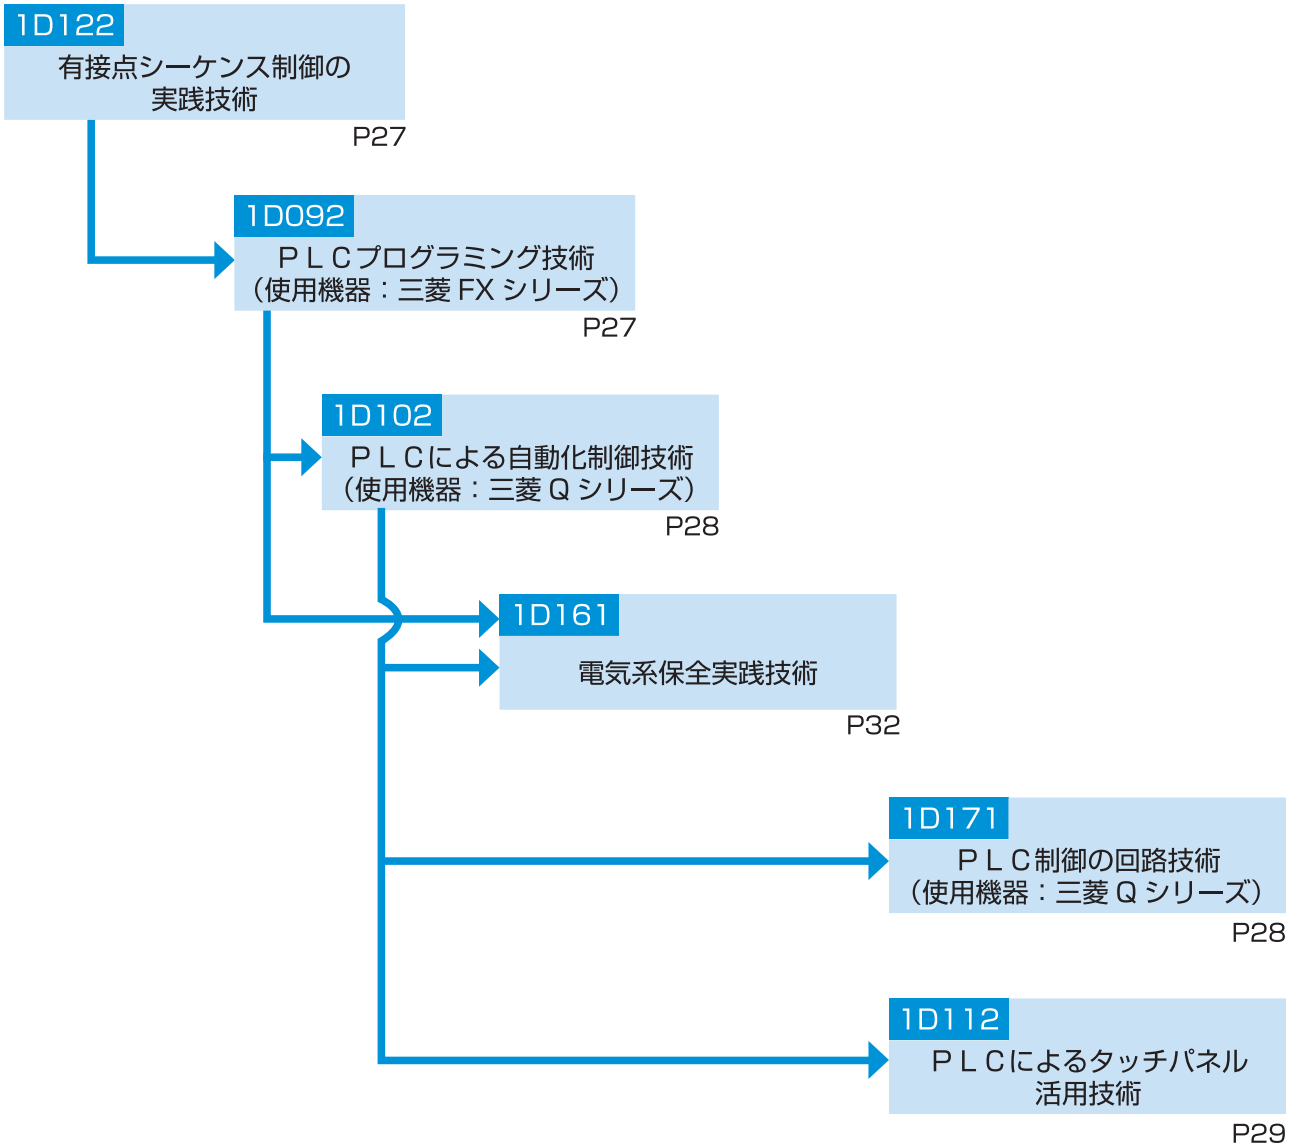 1D122
有接点シーケンス制御の
実践技術
P27
1D092
ＰＬＣプログラミング技術
（使用機器：三菱 FX シリーズ）
P27
1D102
ＰＬＣによる自動化制御技術
（使用機器：三菱 Q シリーズ）
P28
1D161
電気系保全実践技術
P32
1D171
ＰＬＣ制御の回路技術
（使用機器：三菱 Q シリーズ）
P28
1D112
ＰＬＣによるタッチパネル
活用技術
P29